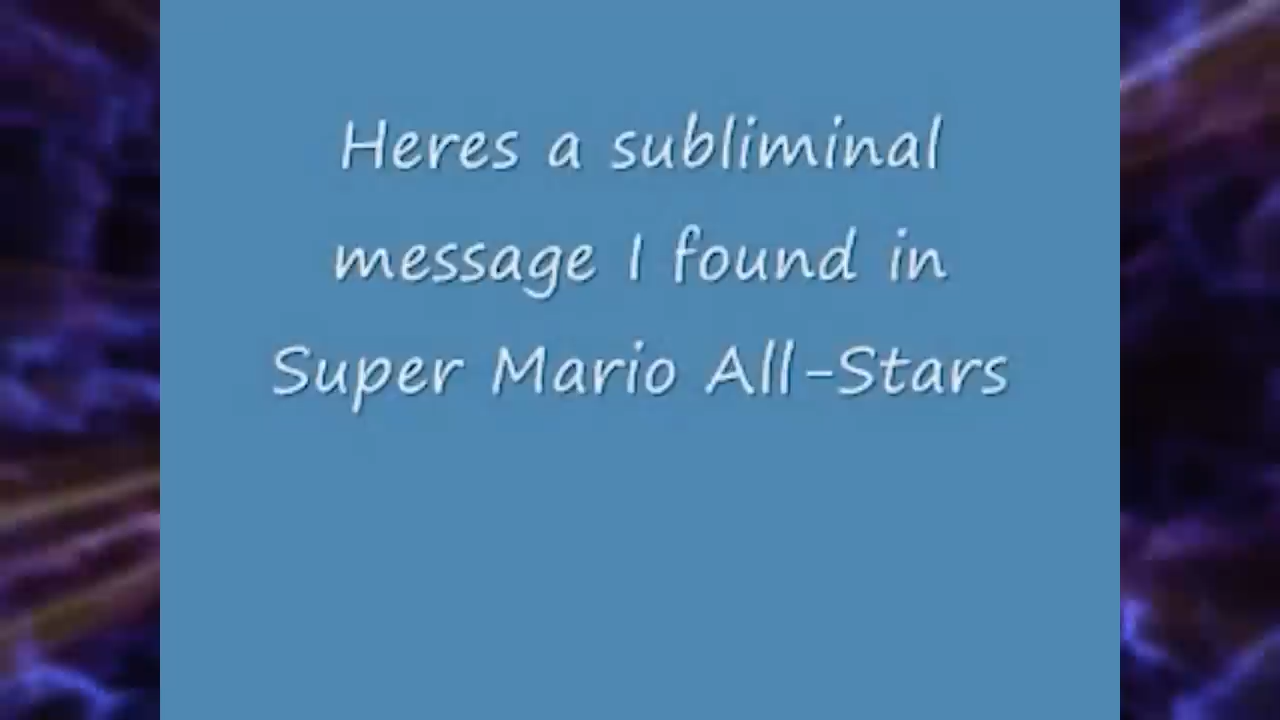 Heres a subliminal
message I found in
Super Mario All-Stars